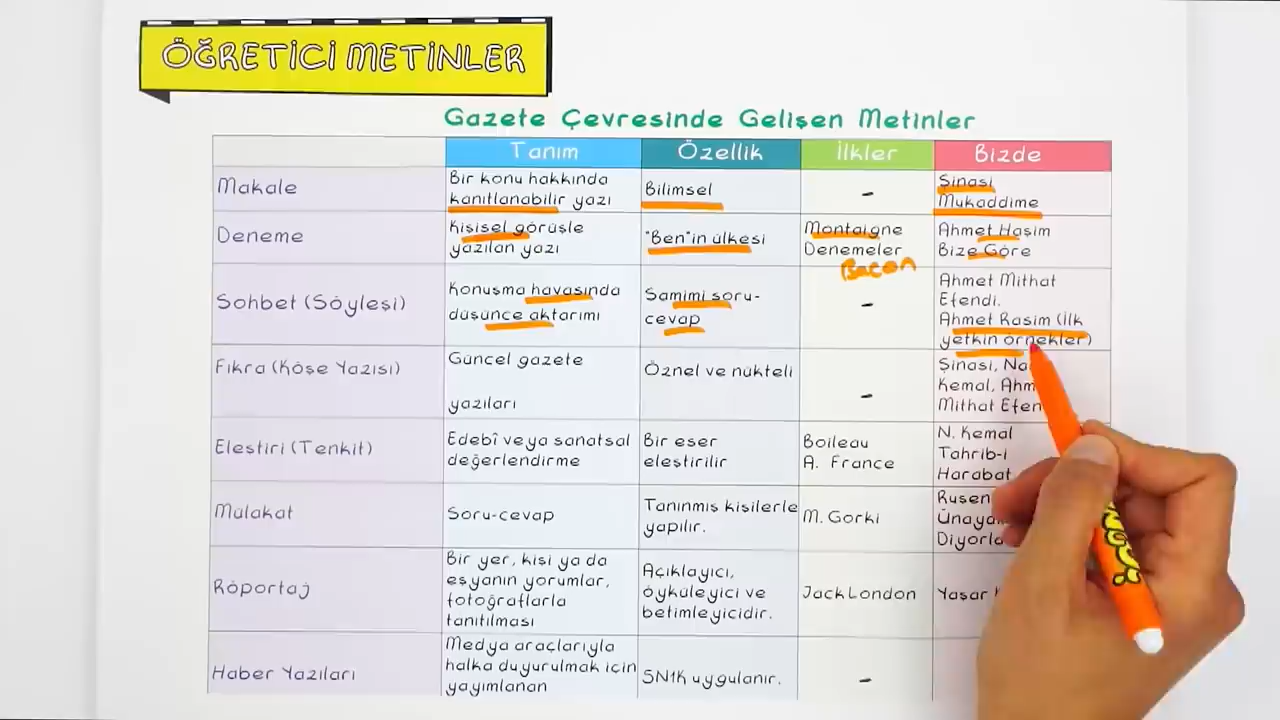 ÖĞRETİCİ METİNLER
Gazete Çevresinde Gelişen Metinler
Tanım
Özellik
İlkler
Bizde
Makale
Bir konu hakkında
kanıtlanabilir yazı
Bilimsel
-
Şinasi
Mukaddime
Deneme
Kişisel görüşle
yazılan yazı
"Ben"in ülkesi
Montaigne
Denemeler
Bacon
Ahmet Haşim
Bize Göre
Sohbet (Söyleşi)
Konuşma havasında
düşünce aktarımı
Samimi soru-
cevap
-
Ahmet Mithat
Efendi.
Ahmet Rasim (İlk
yetkin örnekler)
Fıkra (Köşe Yazısı)
Güncel gazete
yazıları
Öznel ve nükteli
-
Şinasi,
Kemal,
Mithat
Eleştiri (Tenkit)
Edebî veya sanatsal
değerlendirme
Bir eser
eleştirilir
Boileau
A. France
N. Kemal
Tahrib-i
Harabat
Mülakat
Soru-cevap
Tanınmış kişilerle
yapılır.
M. Gorki
Röportaj
Bir yer, kişi ya da
eşyanın yorumlar,
fotoğraflarla
tanıtılması
Açıklayıcı,
öyküleyici ve
betimleyicidir.
Jack London
Yaşar
Haber Yazıları
Medya araçlarıyla
halka duyurulmak için
yayımlanan
5N1K uygulanır.
-